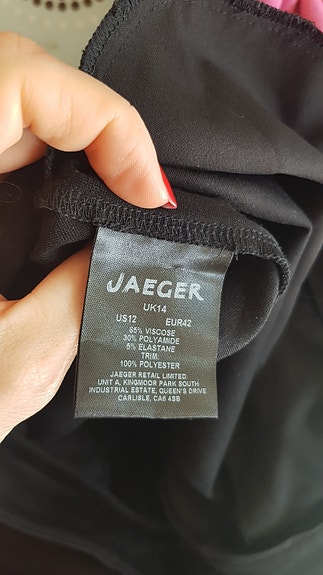 JAEGER
UK14
US12 EUR42
65% VISCOSE
30% POLYAMIDE
5% ELASTANE
TRIM.
100% POLYESTER
JAEGER RETAIL LIMITED
UNIT A, KINGMOOR PARK SOUTH
INDUSTRIAL ESTATE, QUEEN'S DRIVE
CARLISLE, CA6 4SB